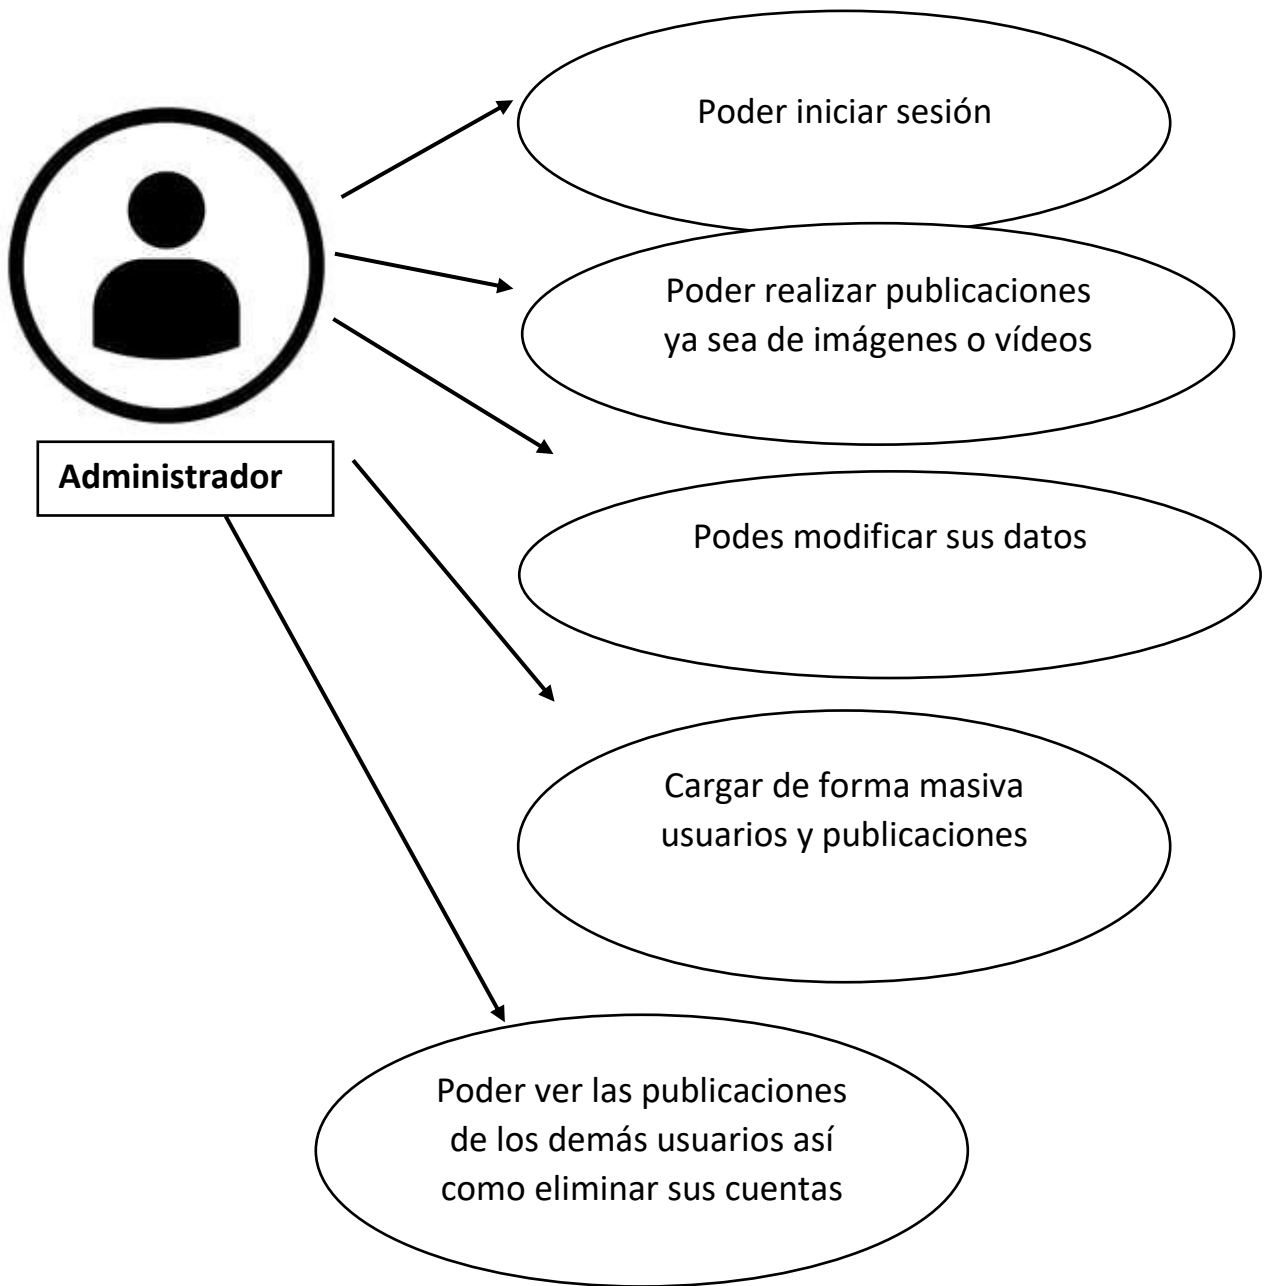 Poder iniciar sesión
Poder realizar publicaciones
ya sea de imágenes o vídeos
Administrador
Podes modificar sus datos
Cargar de forma masiva
usuarios y publicaciones
Poder ver las publicaciones
de los demás usuarios así
como eliminar sus cuentas